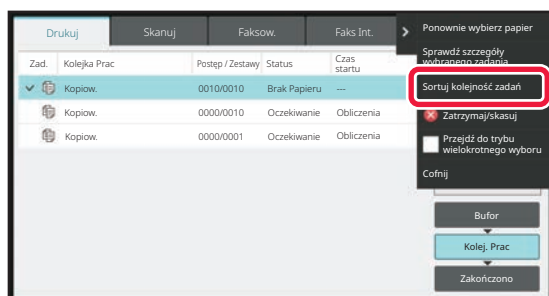 Drukuj Skanuj Faksow. Faks Int.
Zad. Kolejka Prac Postęp / Zestawy Status Czas startu
Kopiow. 0010/0010 Brak Papieru ---
Kopiow. 0000/0010 Oczekiwanie Obliczenia
Kopiow. 0000/0001 Oczekiwanie Obliczenia
Ponownie wybierz papier
Sprawdź szczegóły
wybranego zadania
Sortuj kolejność zadań
Zatrzymaj/skasuj
Przejdź do trybu
wielokrotnego wyboru
Cofnij
Bufor
Kolej. Prac
Zakończono